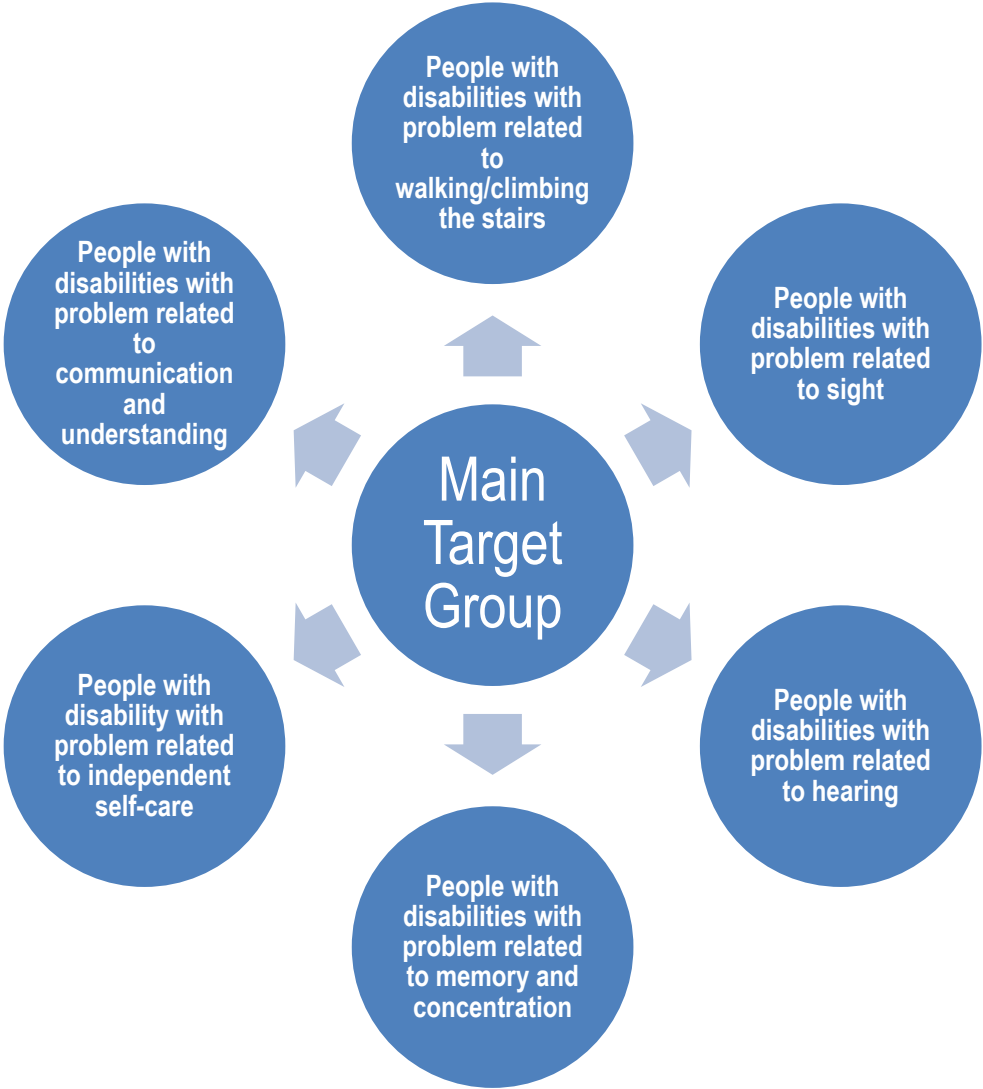 People with
disabilities with
problem related
to
walking/climbing
the stairs
People with
disabilities with
problem related
to sight
People with
disabilities with
problem related
to hearing
People with
disabilities with
problem related
to memory and
concentration
People with
disability with
problem related
to independent
self-care
People with
disabilities with
problem related
to
communication
and
understanding
Main
Target
Group